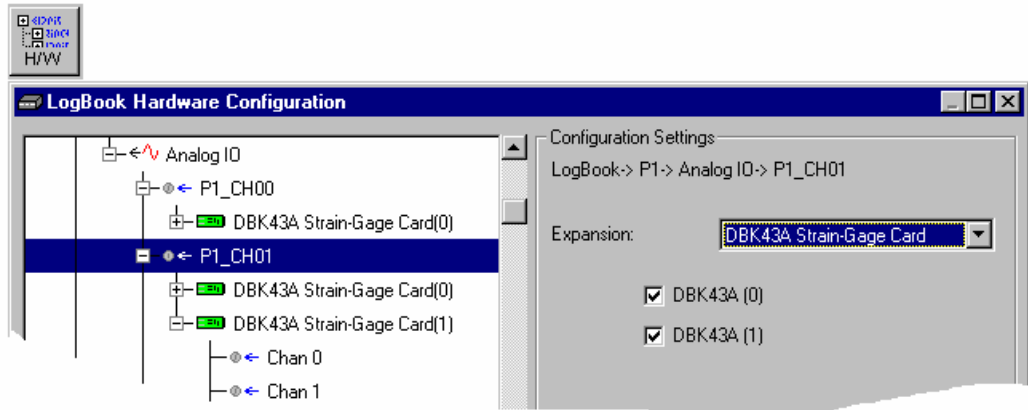 H/W
LogBook Hardware Configuration
Analog IO
P1_CH00
DBK43A Strain-Gage Card(0)
P1_CH01
DBK43A Strain-Gage Card(0)
DBK43A Strain-Gage Card(1)
Chan 0
Chan 1
Configuration Settings
LogBook-> P1-> Analog IO-> P1_CH01
Expansion: DBK43A Strain-Gage Card
DBK43A (0)
DBK43A (1)